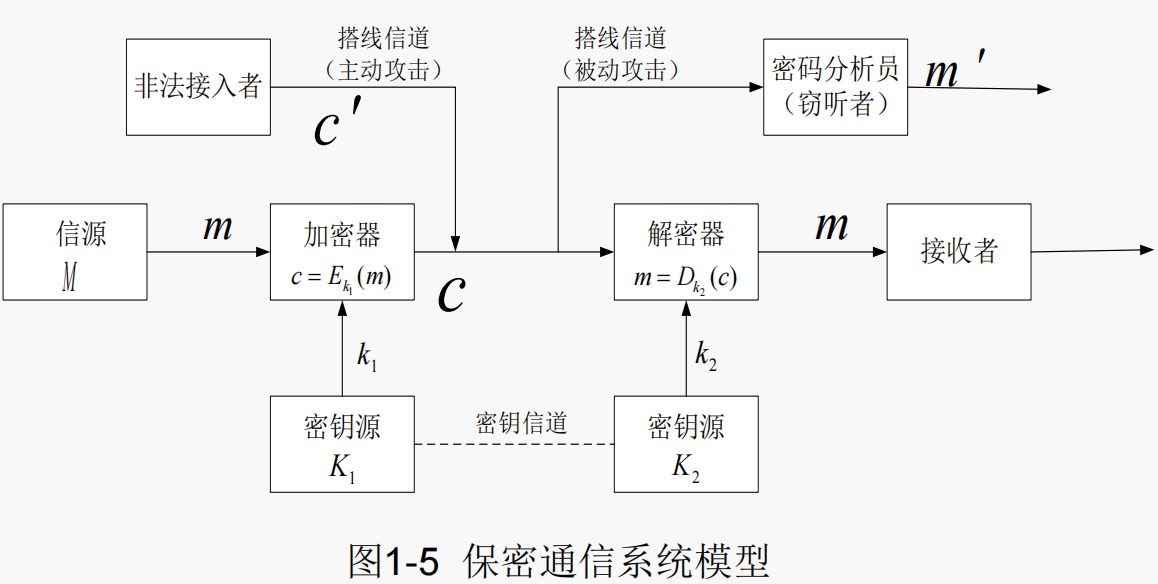 搭线信道
（主动攻击）
搭线信道
（被动攻击）
非法接入者
c'
密码分析员
（窃听者）
m'
信源
M
m
加密器
c = E_{k_1}(m)
c
解密器
m = D_{k_2}(c)
m
接收者
k_1
k_2
密钥源
K_1
密钥信道
密钥源
K_2
图1-5 保密通信系统模型